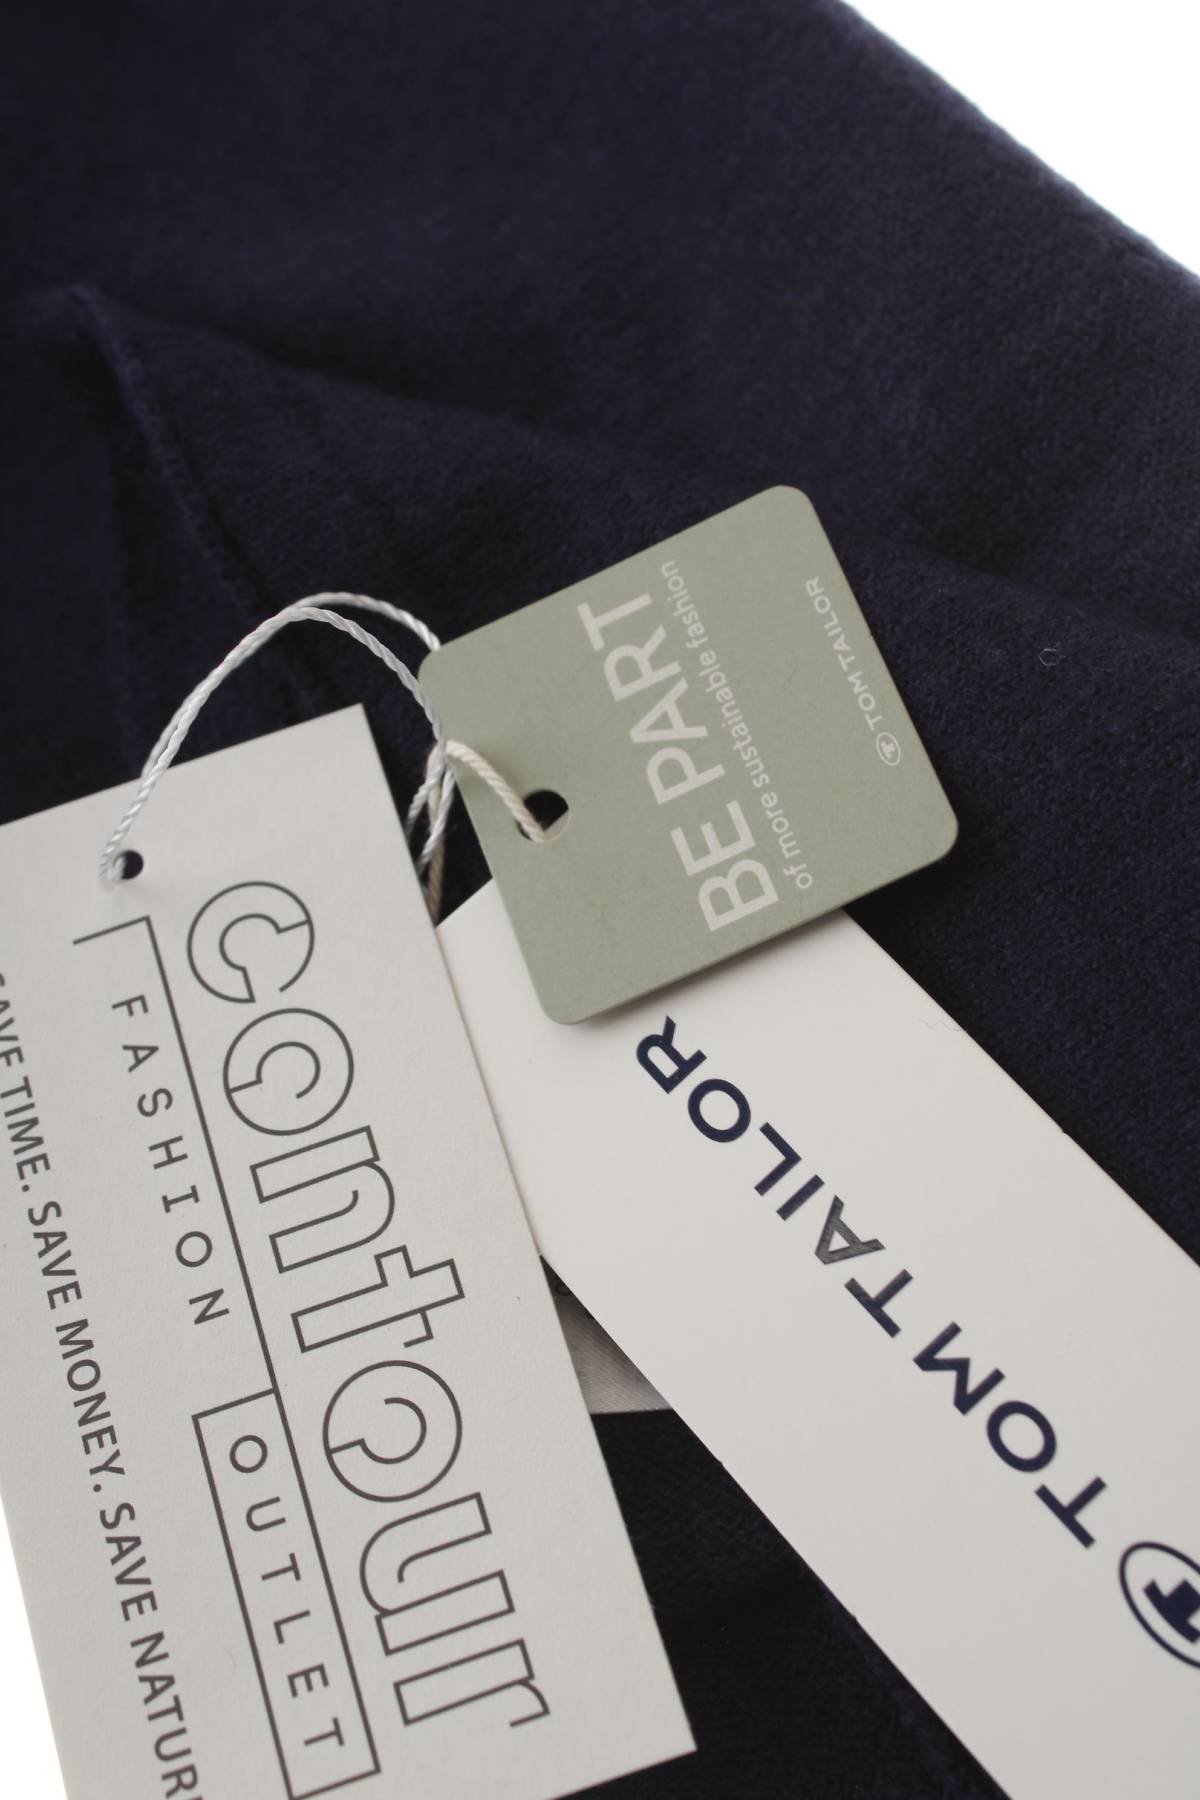 BE PART
of more sustainable fashion
TOM TAILOR
TOM TAILOR
contour
FASHION OUTLET
SAVE TIME. SAVE MONEY. SAVE NATUR